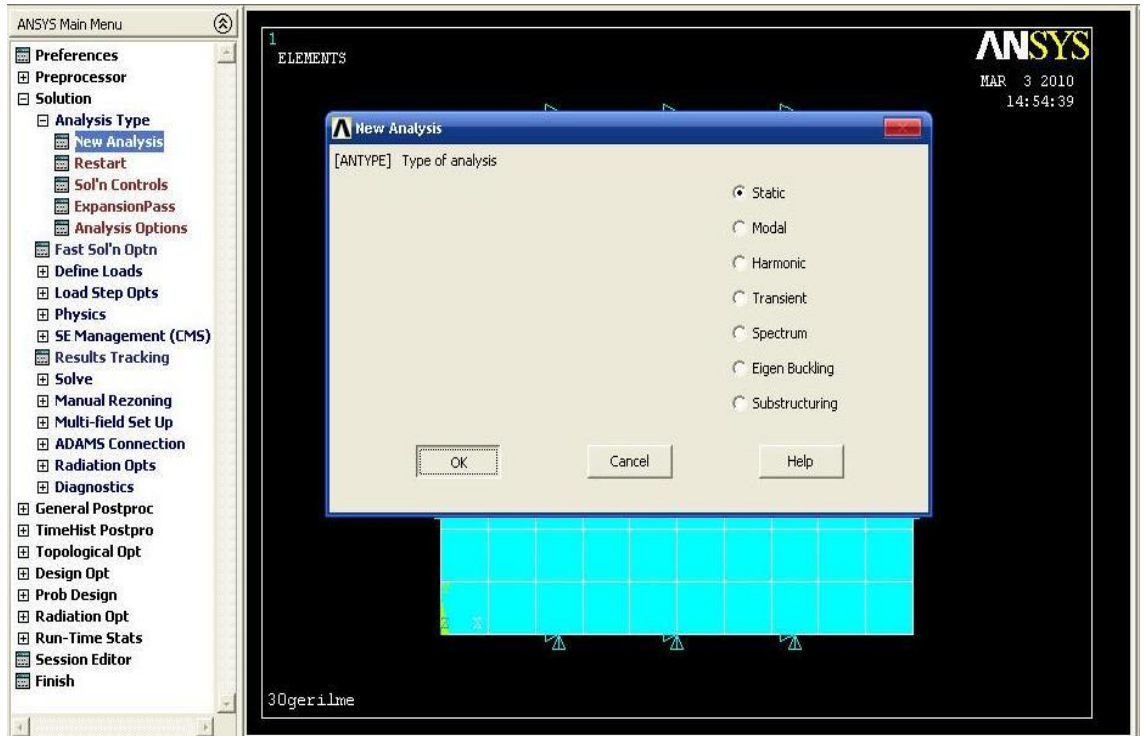 ANSYS Main Menu
Preferences
Preprocessor
Solution
Analysis Type
New Analysis
Restart
Sol'n Controls
ExpansionPass
Analysis Options
Fast Sol'n Optn
Define Loads
Load Step Opts
Physics
SE Management (CMS)
Results Tracking
Solve
Manual Rezoning
Multi-field Set Up
ADAMS Connection
Radiation Opts
Diagnostics
General Postproc
TimeHist Postpro
Topological Opt
Design Opt
Prob Design
Radiation Opt
Run-Time Stats
Session Editor
Finish
1
ELEMENTS
ANSYS
MAR 3 2010
14:54:39
New Analysis
[ANTYPE] Type of analysis
Static
Modal
Harmonic
Transient
Spectrum
Eigen Buckling
Substructuring
OK Cancel Help
Z X
30gerilme